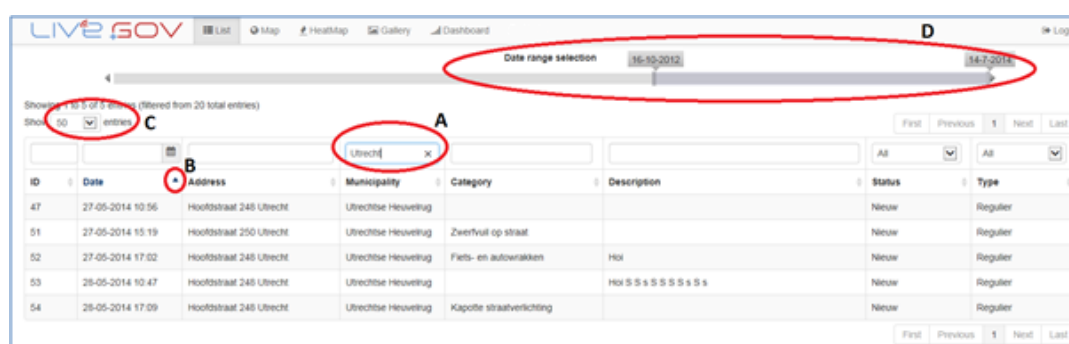 LIVE GOV List Map HeatMap Gallery Dashboard D Log
Date range selection 16-10-2012 14-7-2014
Showing 1 to 5 of 5 entries (filtered from 20 total entries)
Show 50 entries C A First Previous 1 Next Last
Utrecht × All All
B
ID Date Address Municipality Category Description Status Type
47 27-05-2014 10:56 Hoofdstraat 248 Utrecht Utrechtse Heuvelrug Nieuw Regulier
51 27-05-2014 15:19 Hoofdstraat 250 Utrecht Utrechtse Heuvelrug Zwerfvuil op straat Nieuw Regulier
52 27-05-2014 17:02 Hoofdstraat 248 Utrecht Utrechtse Heuvelrug Fiets- en autowrakken Hoi Nieuw Regulier
53 28-05-2014 10:47 Hoofdstraat 248 Utrecht Utrechtse Heuvelrug Hoi S S s S S S S s S s Nieuw Regulier
54 28-05-2014 17:09 Hoofdstraat 248 Utrecht Utrechtse Heuvelrug Kapotte straatverlichting Nieuw Regulier
First Previous 1 Next Last